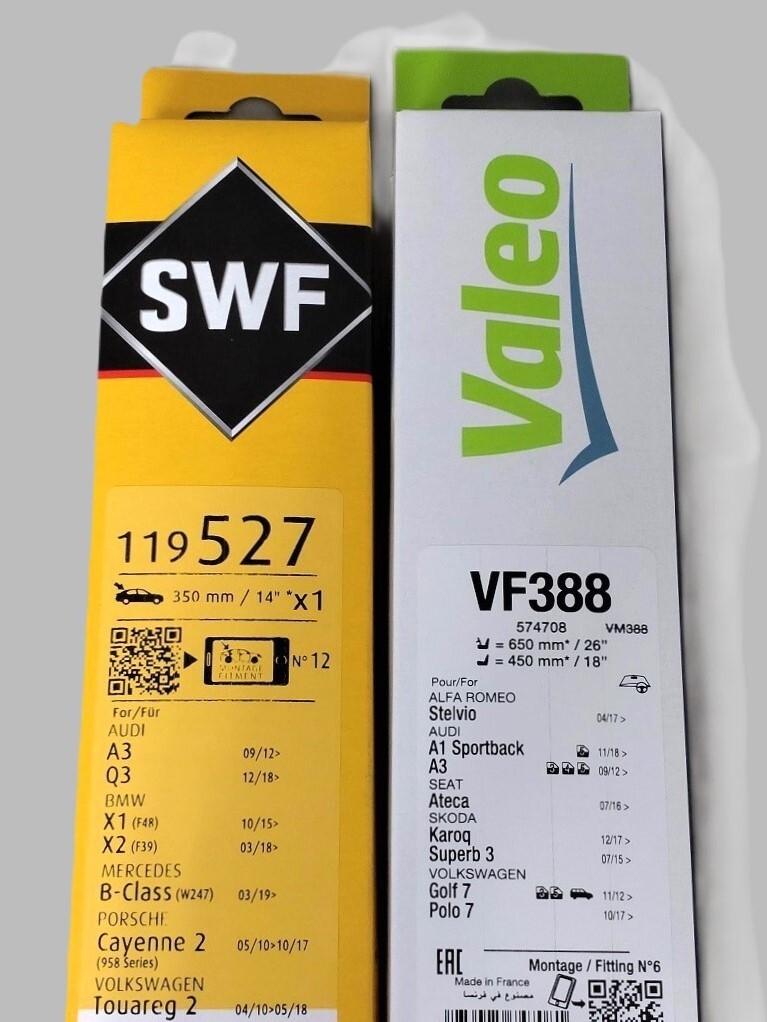 SWF
119 527
350 mm / 14" *x1
MONTAGE
FITMENT
N° 12
For/Für
AUDI
A3 09/12>
Q3 12/18>
BMW
X1 (F48) 10/15>
X2 (F39) 03/18>
MERCEDES
B-Class (W247) 03/19>
PORSCHE
Cayenne 2 05/10>10/17
(958 Series)
VOLKSWAGEN
Touareg 2 04/10>05/18
Valeo
VF388
574708 VM388
= 650 mm* / 26"
= 450 mm* / 18"
Pour/For
ALFA ROMEO
Stelvio 04/17 >
AUDI
A1 Sportback 11/18 >
A3 09/12 >
SEAT
Ateca 07/16 >
SKODA
Karoq 12/17 >
Superb 3 07/15 >
VOLKSWAGEN
Golf 7 11/12 >
Polo 7 10/17 >
EAC
Montage / Fitting N°6
Made in France
مصنوع في فرنسا